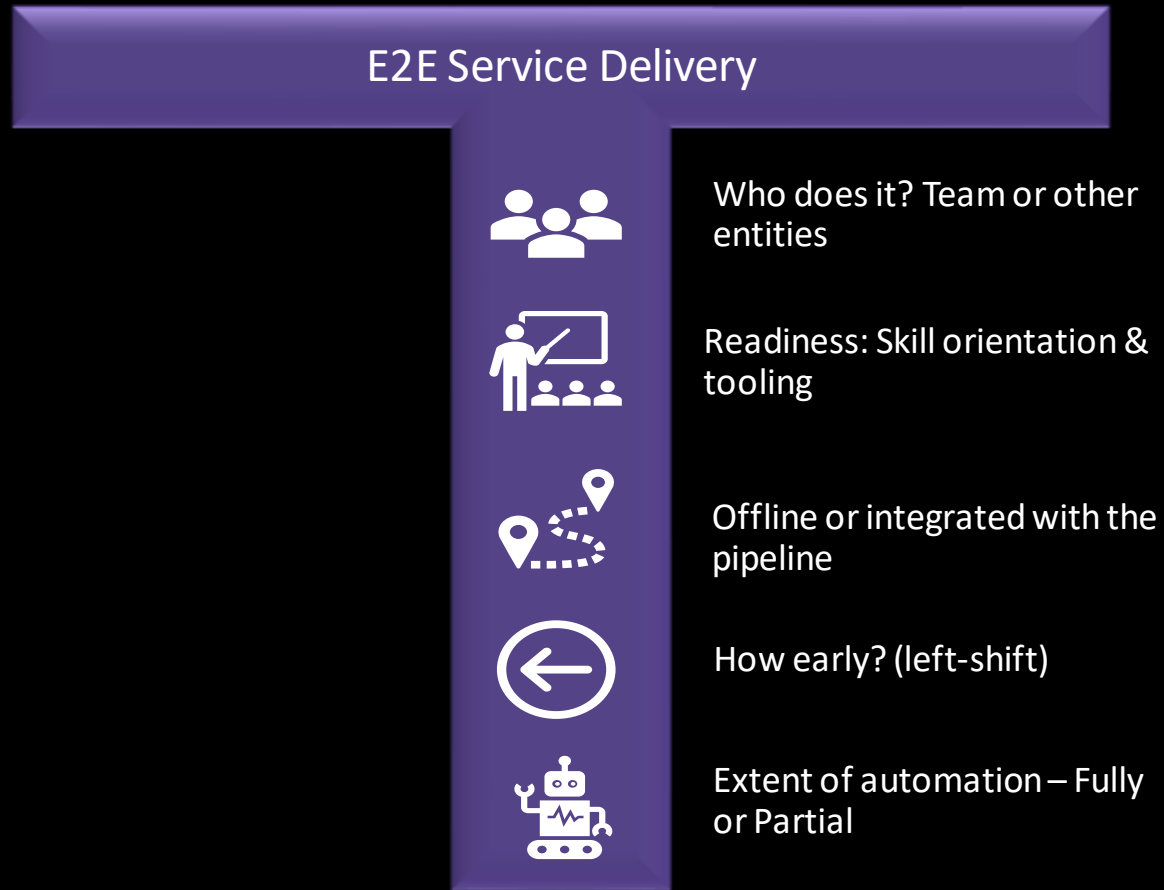 E2E Service Delivery
Who does it? Team or other
entities
Readiness: Skill orientation &
tooling
Offline or integrated with the
pipeline
How early? (left-shift)
Extent of automation – Fully
or Partial